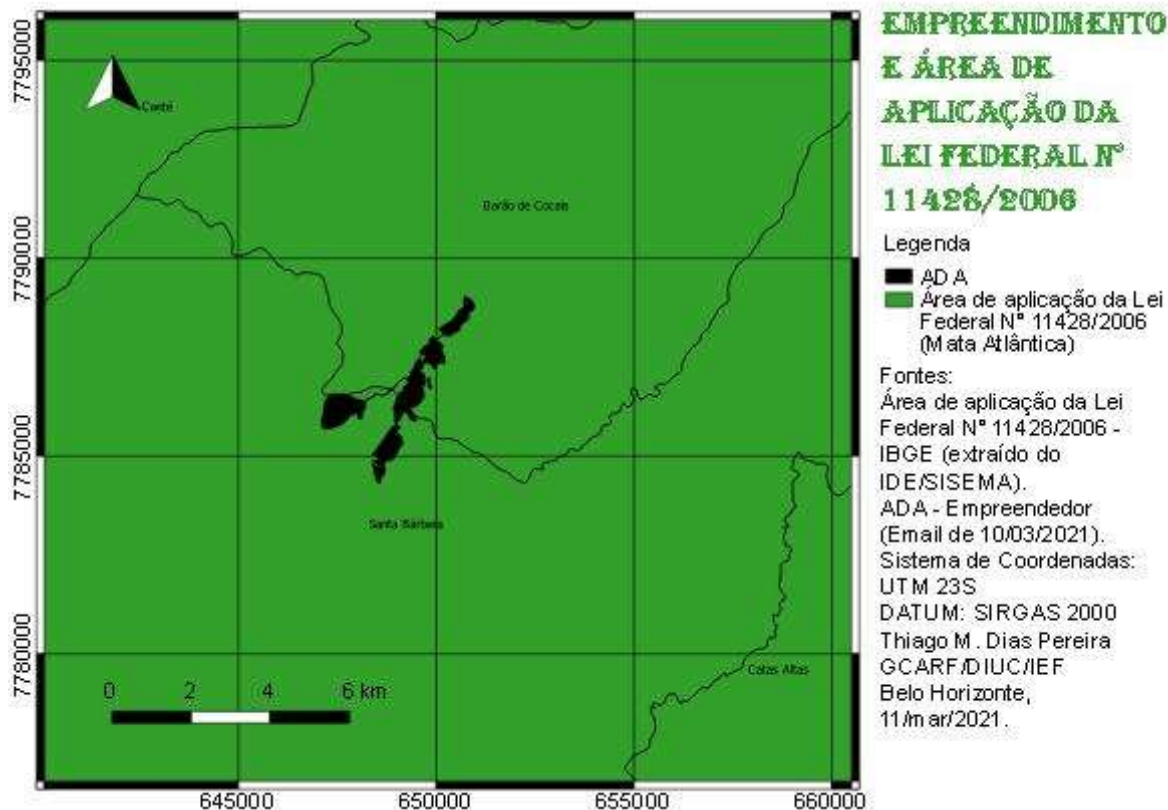 EMPREENDIMENTO
E ÁREA DE
APLICAÇÃO DA
LEI FEDERAL Nº
11428/2006
Legenda
ADA
Área de aplicação da Lei
Federal Nº 11428/2006
(Mata Atlântica)
Fontes:
Área de aplicação da Lei
Federal Nº 11428/2006 -
IBGE (extraído do
IDE/SISEMA).
ADA - Empreendedor
(Email de 10/03/2021).
Sistema de Coordenadas:
UTM 23S
DATUM: SIRGAS 2000
Thiago M. Dias Pereira
GCARF/DIUC/IEF
Belo Horizonte,
11/mar/2021.
7795000
7790000
7785000
7780000
Caeté
Barão de Cocais
Santa Bárbara
Catas Altas
0 2 4 6 km
645000 650000 655000 660000